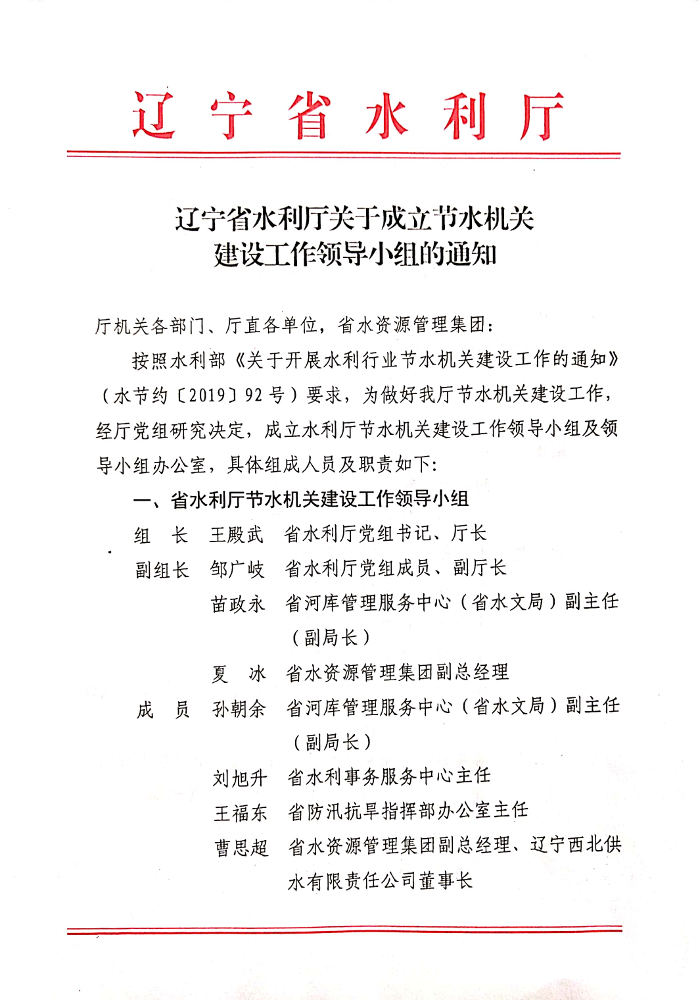 辽宁省水利厅
辽宁省水利厅关于成立节水机关
建设工作领导小组的通知
厅机关各部门、厅直各单位，省水资源管理集团：
按照水利部《关于开展水利行业节水机关建设工作的通知》
（水节约〔2019〕92号）要求，为做好我厅节水机关建设工作，
经厅党组研究决定，成立水利厅节水机关建设工作领导小组及领
导小组办公室，具体组成人员及职责如下：
一、省水利厅节水机关建设工作领导小组
组　长　王殿武　省水利厅党组书记、厅长
副组长　邹广岐　省水利厅党组成员、副厅长
苗政永　省河库管理服务中心（省水文局）副主任
（副局长）
夏　冰　省水资源管理集团副总经理
成　员　孙朝余　省河库管理服务中心（省水文局）副主任
（副局长）
刘旭升　省水利事务服务中心主任
王福东　省防汛抗旱指挥部办公室主任
曹思超　省水资源管理集团副总经理、辽宁西北供
水有限责任公司董事长